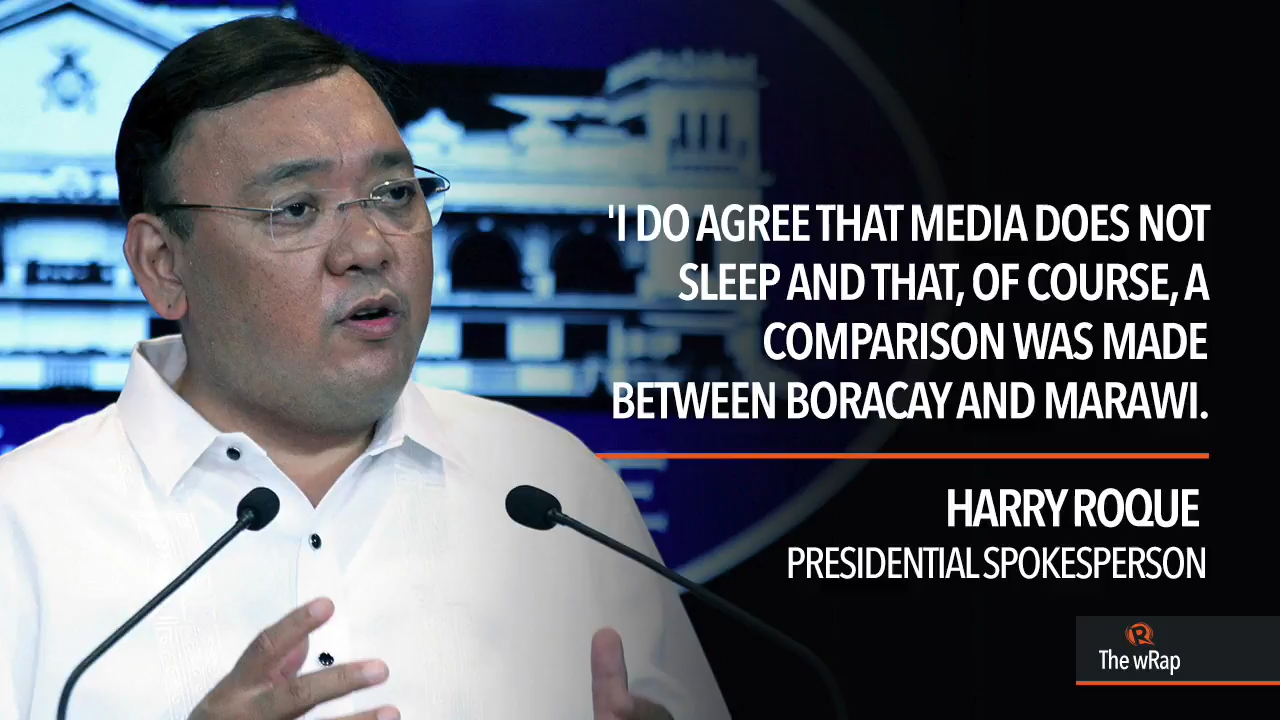 'I DO AGREE THAT MEDIA DOES NOT
SLEEP AND THAT, OF COURSE, A
COMPARISON WAS MADE
BETWEEN BORACAY AND MARAWI.
HARRY ROQUE
PRESIDENTIAL SPOKESPERSON
R
The wRap